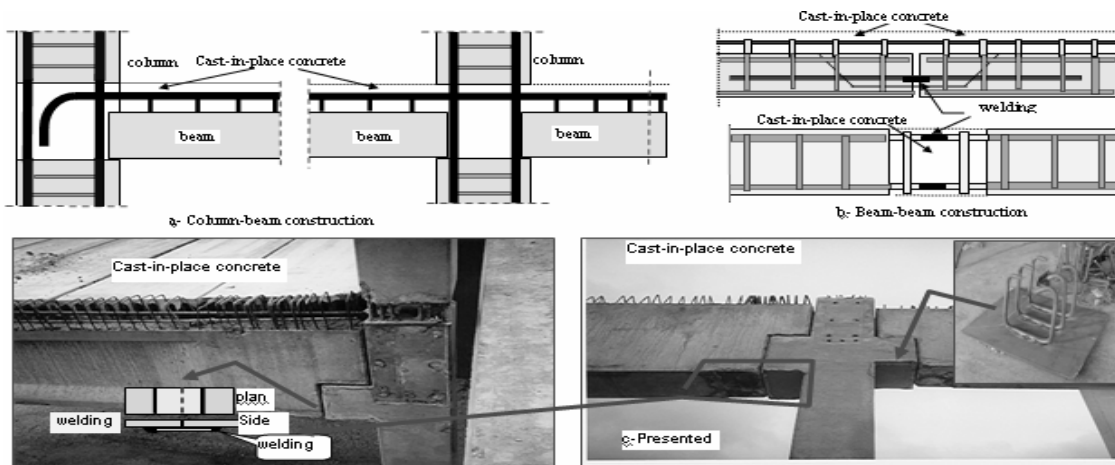 column
Cast-in-place concrete
column
beam
beam
beam
a- Column-beam construction
Cast-in-place concrete
welding
Cast-in-place concrete
b- Beam-beam construction
Cast-in-place concrete
plan
welding
Side
welding
Cast-in-place concrete
c-Presented